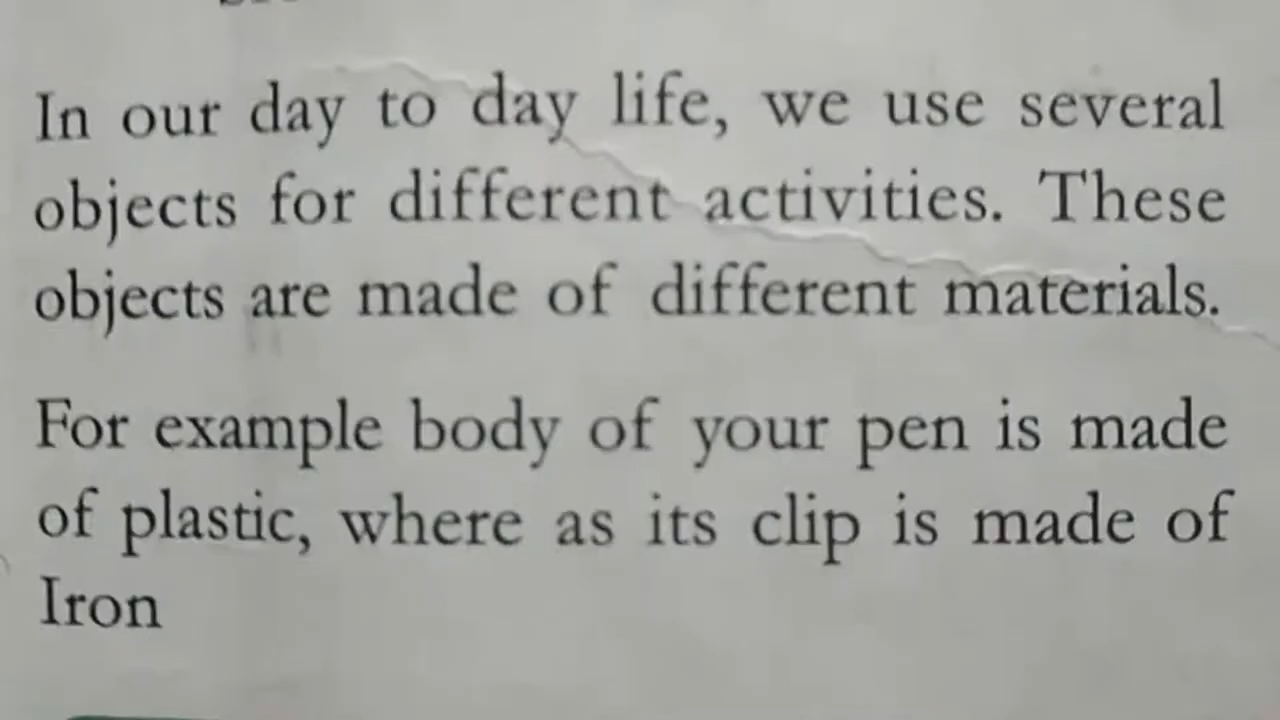 In our day to day life, we use several
objects for different activities. These
objects are made of different materials.
For example body of your pen is made
of plastic, where as its clip is made of
Iron